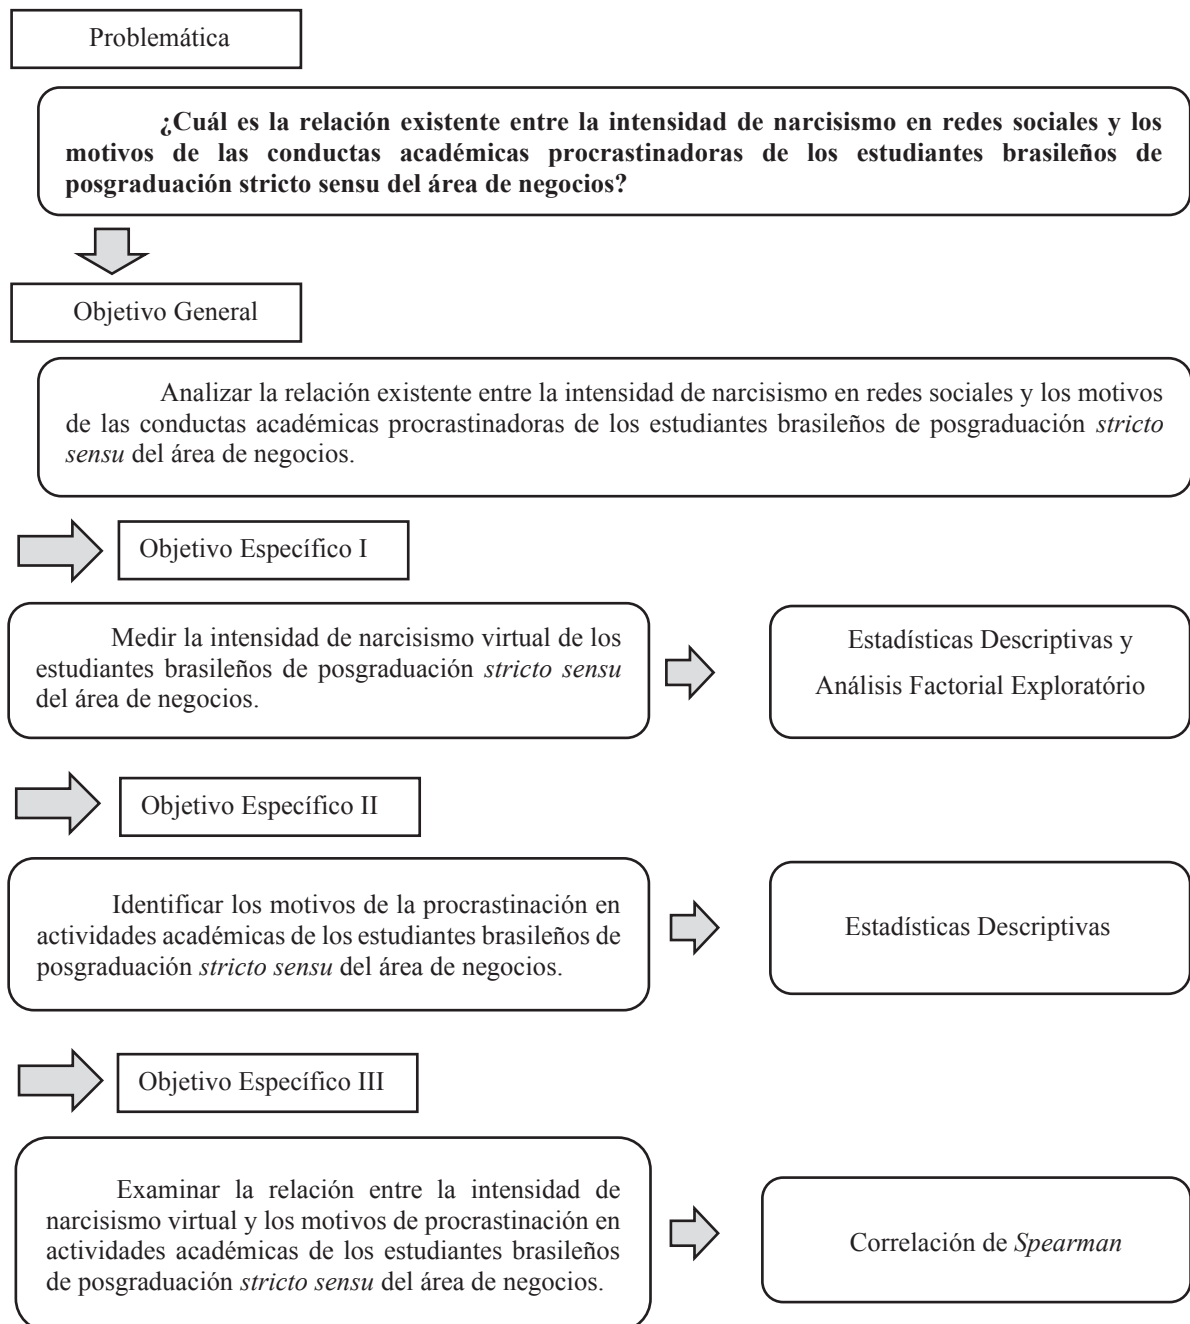 Problemática
¿Cuál es la relación existente entre la intensidad de narcisismo en redes sociales y los
motivos de las conductas académicas procrastinadoras de los estudiantes brasileños de
posgraduación stricto sensu del área de negocios?
Objetivo General
Analizar la relación existente entre la intensidad de narcisismo en redes sociales y los motivos
de las conductas académicas procrastinadoras de los estudiantes brasileños de posgraduación stricto
sensu del área de negocios.
Objetivo Específico I
Medir la intensidad de narcisismo virtual de los
estudiantes brasileños de posgraduación stricto sensu
del área de negocios.
Estadísticas Descriptivas y
Análisis Factorial Exploratório
Objetivo Específico II
Identificar los motivos de la procrastinación en
actividades académicas de los estudiantes brasileños de
posgraduación stricto sensu del área de negocios.
Estadísticas Descriptivas
Objetivo Específico III
Examinar la relación entre la intensidad de
narcisismo virtual y los motivos de procrastinación en
actividades académicas de los estudiantes brasileños
de posgraduación stricto sensu del área de negocios.
Correlación de Spearman